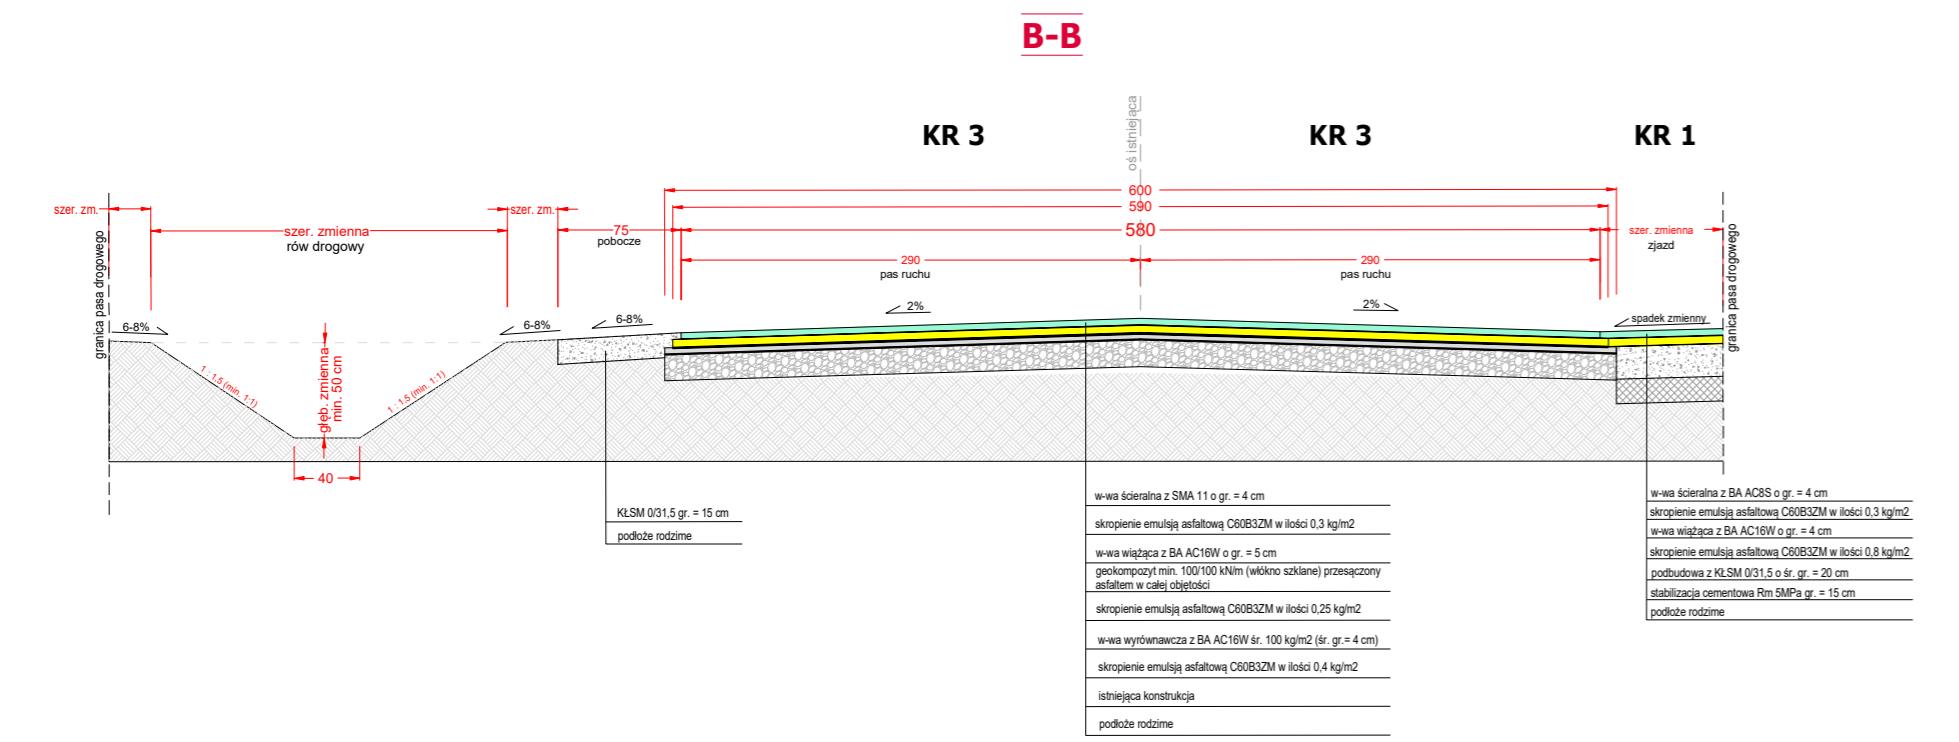 B-B
oś istniejąca
KR 3
KR 3
KR 1
600
590
szer. zm.
szer. zm.
szer. zmienna
rów drogowy
75
pobocze
580
szer. zmienna
zjazd
290
pas ruchu
290
pas ruchu
granica pasa drogowego
granica pasa drogowego
2%
2%
6-8%
6-8%
6-8%
spadek zmienny
1 : 1,5 (min. 1:1)
głęb. zmienna
min. 50 cm
1 : 1,5 (min. 1:1)
40
KŁSM 0/31,5 gr. = 15 cm
podłoże rodzime
w-wa ścieralna z SMA 11 o gr. = 4 cm
skropienie emulsją asfaltową C60B3ZM w ilości 0,3 kg/m2
w-wa wiążąca z BA AC16W o gr. = 5 cm
geokompozyt min. 100/100 kN/m (włókno szklane) przesączony
asfaltem w całej objętości
skropienie emulsją asfaltową C60B3ZM w ilości 0,25 kg/m2
w-wa wyrównawcza z BA AC16W śr. 100 kg/m2 (śr. gr.= 4 cm)
skropienie emulsją asfaltową C60B3ZM w ilości 0,4 kg/m2
istniejąca konstrukcja
podłoże rodzime
w-wa ścieralna z BA AC8S o gr. = 4 cm
skropienie emulsją asfaltową C60B3ZM w ilości 0,3 kg/m2
w-wa wiążąca z BA AC16W o gr. = 4 cm
skropienie emulsją asfaltową C60B3ZM w ilości 0,8 kg/m2
podbudowa z KŁSM 0/31,5 o śr. gr. = 20 cm
stabilizacja cementowa Rm 5MPa gr. = 15 cm
podłoże rodzime